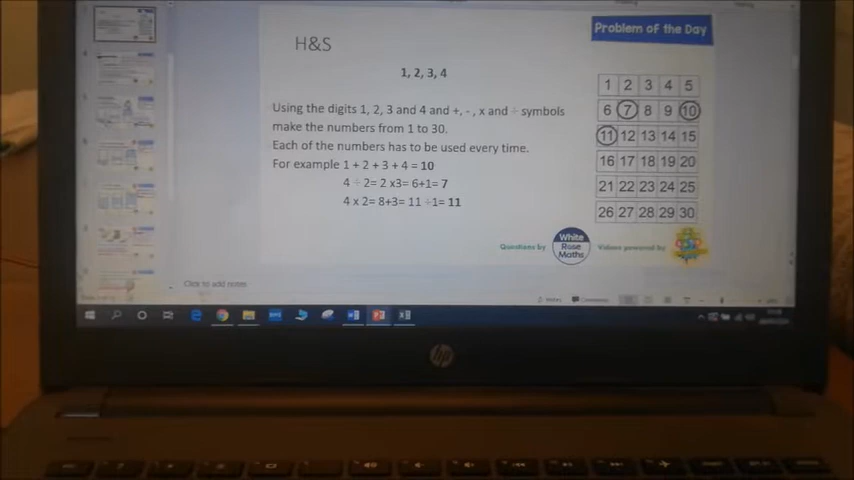 H&S
Problem of the Day
1, 2, 3, 4
Using the digits 1, 2, 3 and 4 and +, - , x and ÷ symbols
make the numbers from 1 to 30.
Each of the numbers has to be used every time.
For example 1 + 2 + 3 + 4 = 10
4 ÷ 2= 2 x3= 6+1= 7
4 x 2= 8+3= 11 ÷1= 11
1 2 3 4 5
6 7 8 9 10
11 12 13 14 15
16 17 18 19 20
21 22 23 24 25
26 27 28 29 30
Questions by
White
Rose
Maths
Videos powered by
Click to add notes
Notes
Comments
hp